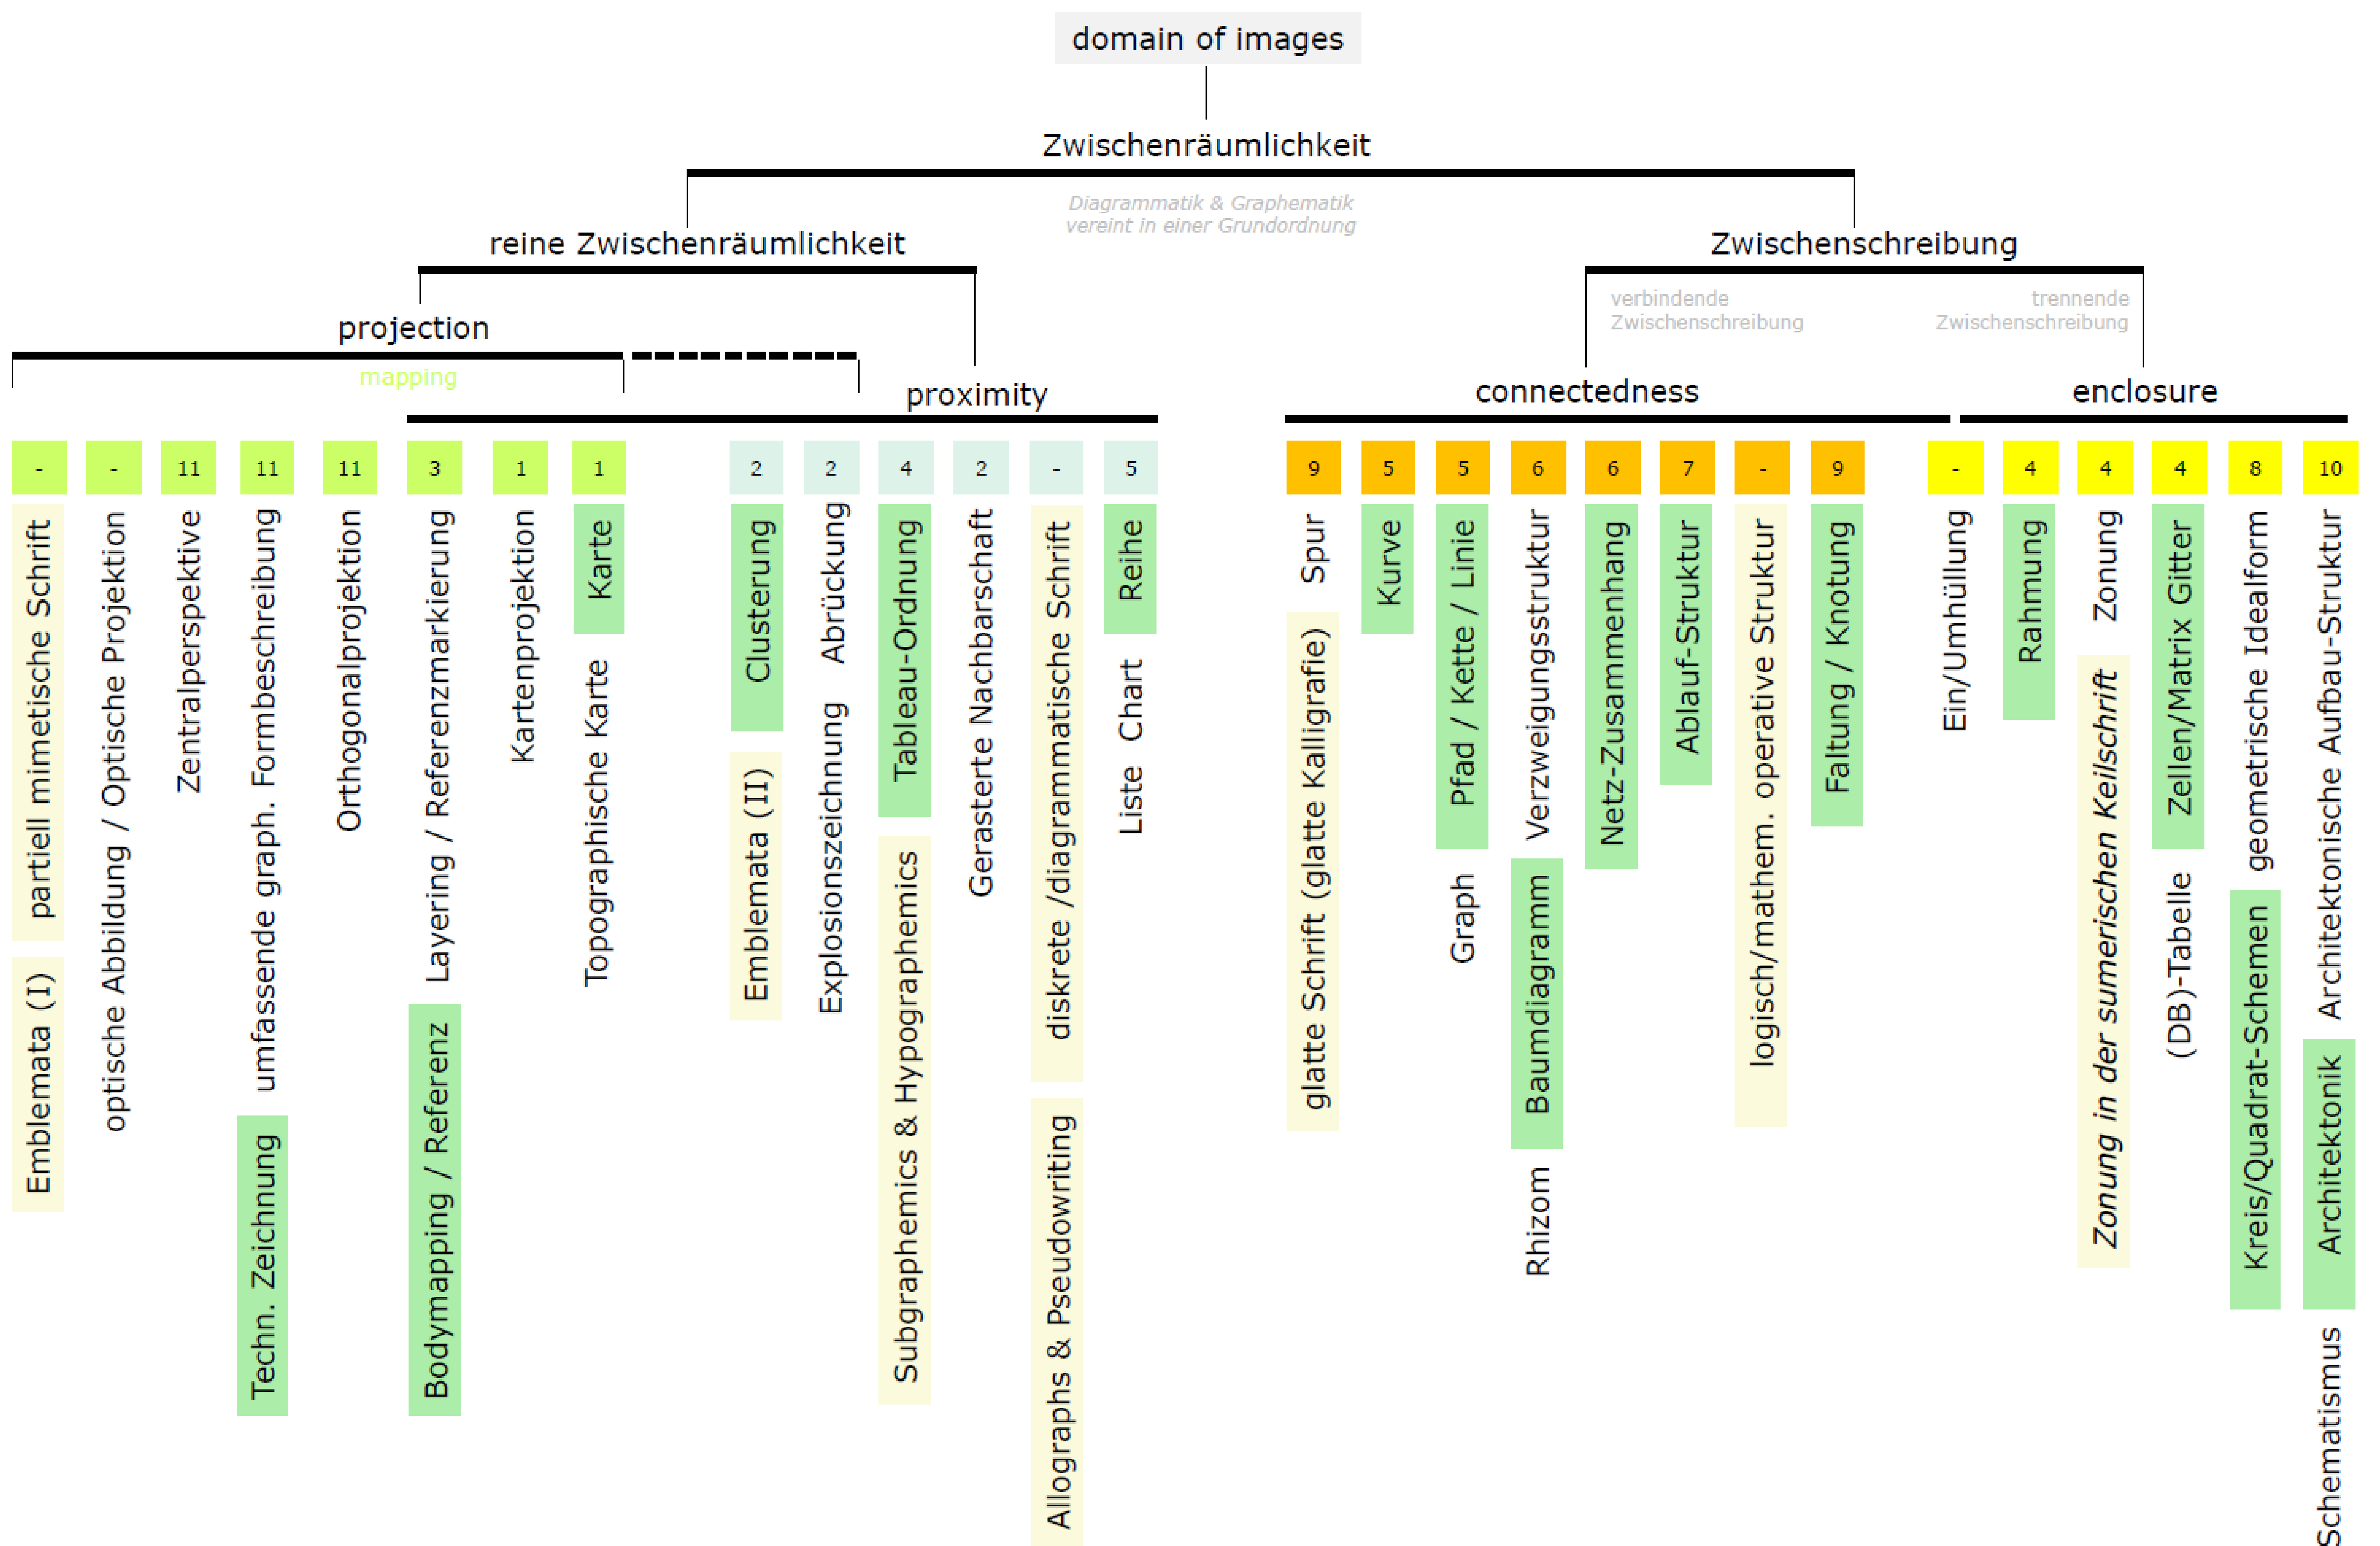 domain of images
Zwischenräumlichkeit
Diagrammatik & Graphematik
vereint in einer Grundordnung
reine Zwischenräumlichkeit
Zwischenschreibung
verbindende
Zwischenschreibung
trennende
Zwischenschreibung
projection
mapping
proximity
connectedness
enclosure
- - 11 11 11 3 1 1 2 2 4 2 - 5 9 5 5 6 6 7 - 9 - 4 4 4 8 10
Emblemata (I) partiell mimetische Schrift
optische Abbildung / Optische Projektion
Zentralperspektive
Techn. Zeichnung umfassende graph. Formbeschreibung
Orthogonalprojektion
Bodymapping / Referenz Layering / Referenzmarkierung
Kartenprojektion
Topographische Karte Karte
Emblemata (II) Clusterung
Explosionszeichnung Abrückung
Subgraphemics & Hypographemics Tableau-Ordnung
Gerasterte Nachbarschaft
Allographs & Pseudowriting diskrete /diagrammatische Schrift
Liste Chart Reihe
glatte Schrift (glatte Kalligrafie) Spur
Kurve
Graph Pfad / Kette / Linie
Rhizom Baumdiagramm Verzweigungsstruktur
Netz-Zusammenhang
Ablauf-Struktur
logisch/mathem. operative Struktur
Faltung / Knotung
Ein/Umhüllung
Rahmung
Zonung in der sumerischen Keilschrift Zonung
(DB)-Tabelle Zellen/Matrix Gitter
Kreis/Quadrat-Schemen geometrische Idealform
Schematismus Architektonik Architektonische Aufbau-Struktur